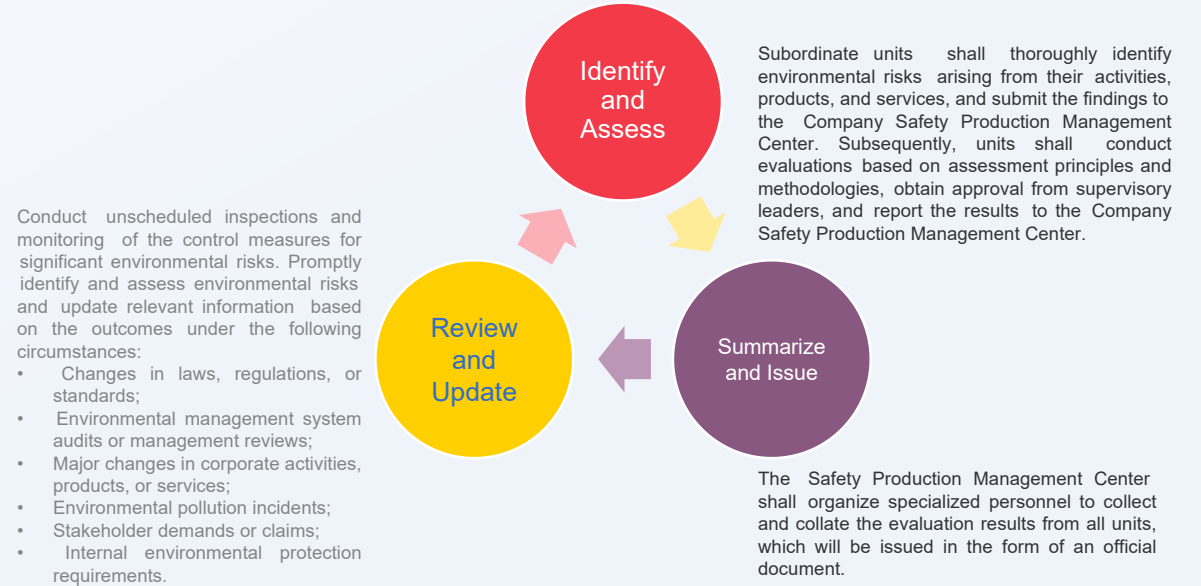 Identify
and
Assess
Subordinate units shall thoroughly identify
environmental risks arising from their activities,
products, and services, and submit the findings to
the Company Safety Production Management
Center. Subsequently, units shall conduct
evaluations based on assessment principles and
methodologies, obtain approval from supervisory
leaders, and report the results to the Company
Safety Production Management Center.
Summarize
and Issue
The Safety Production Management Center
shall organize specialized personnel to collect
and collate the evaluation results from all units,
which will be issued in the form of an official
document.
Review
and
Update
Conduct unscheduled inspections and
monitoring of the control measures for
significant environmental risks. Promptly
identify and assess environmental risks
and update relevant information based
on the outcomes under the following
circumstances:
• Changes in laws, regulations, or
standards;
• Environmental management system
audits or management reviews;
• Major changes in corporate activities,
products, or services;
• Environmental pollution incidents;
• Stakeholder demands or claims;
• Internal environmental protection
requirements.